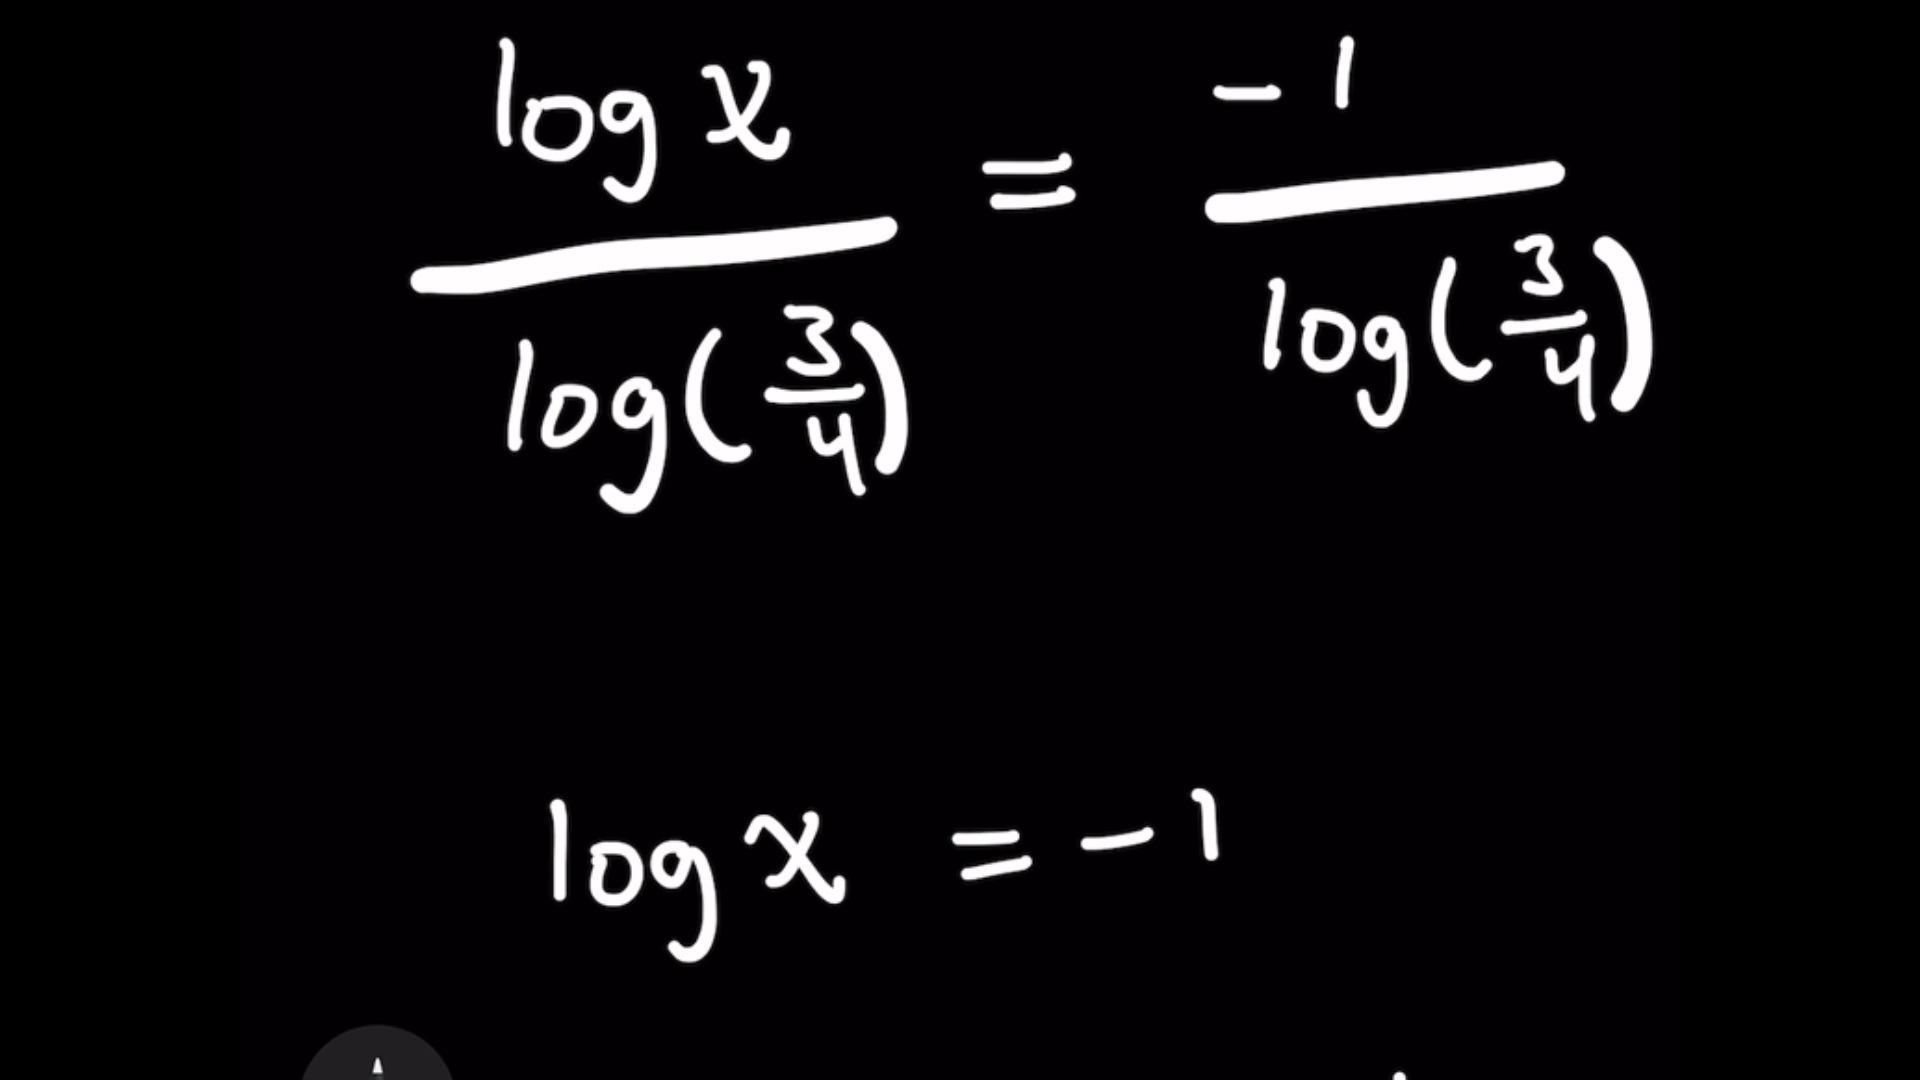 log x / log(3/4) = -1 / log(3/4)
log x = -1